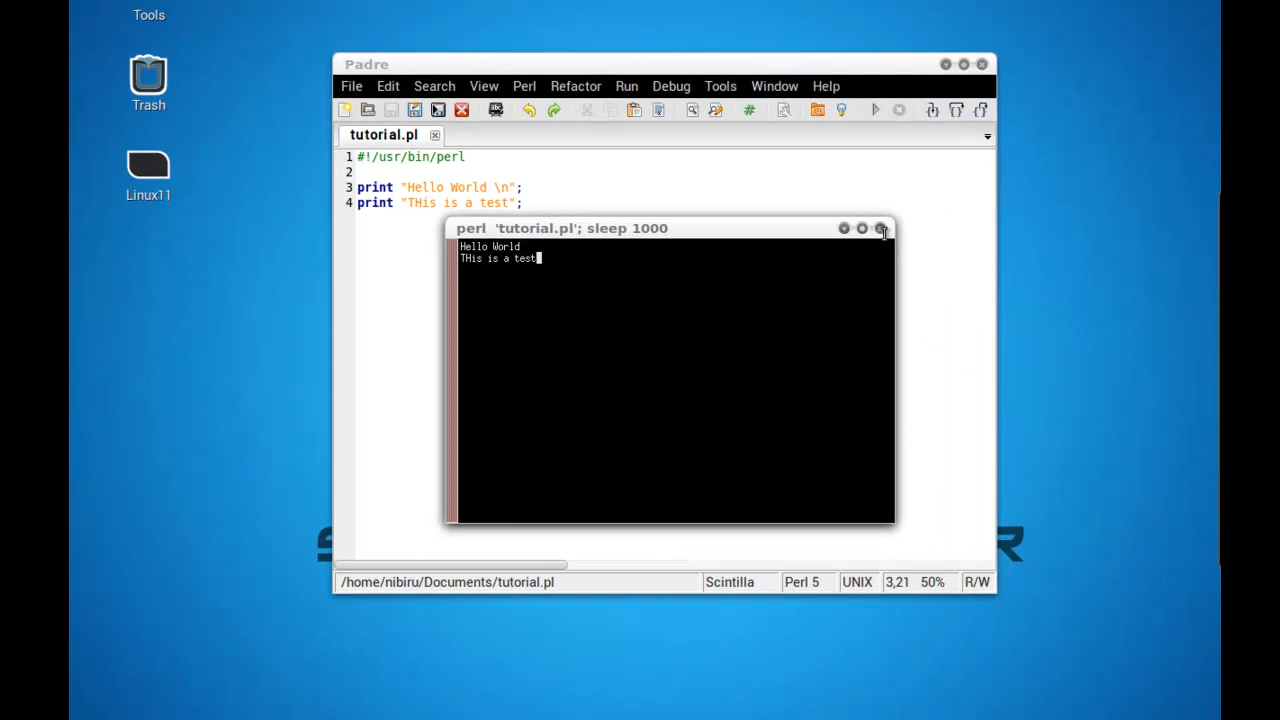 Tools
Trash
Linux11
Padre
File Edit Search View Perl Refactor Run Debug Tools Window Help
tutorial.pl
1 #!/usr/bin/perl
2
3 print "Hello World \n";
4 print "THis is a test";
perl 'tutorial.pl'; sleep 1000
Hello World
THis is a test
/home/nibiru/Documents/tutorial.pl Scintilla Perl 5 UNIX 3,21 50% R/W